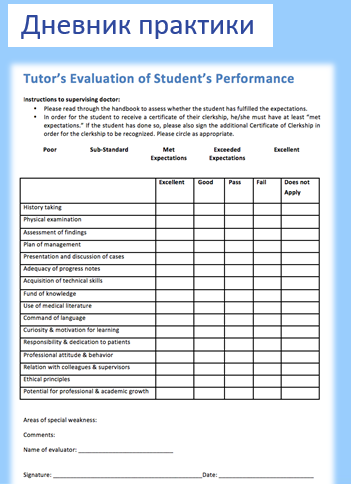 Дневник практики
Tutor's Evaluation of Student's Performance
Instructions to supervising doctor:
• Please read through the handbook to assess whether the student has fulfilled the expectations.
• In order for the student to receive a certificate of their clerkship, he/she must have at least "met
expectations." If the student has done so, please also sign the additional Certificate of Clerkship in
order for the clerkship to be recognized. Please circle as appropriate.
Poor Sub-Standard Met Exceeded Excellent
Expectations Expectations
Excellent Good Pass Fail Does not
Apply
History taking
Physical examination
Assessment of findings
Plan of management
Presentation and discussion of cases
Adequacy of progress notes
Acquisition of technical skills
Fund of knowledge
Use of medical literature
Command of language
Curiosity & motivation for learning
Responsibility & dedication to patients
Professional attitude & behavior
Relation with colleagues & supervisors
Ethical principles
Potential for professional & academic growth
Areas of special weakness:
Comments:
Name of evaluator:
Signature: Date: